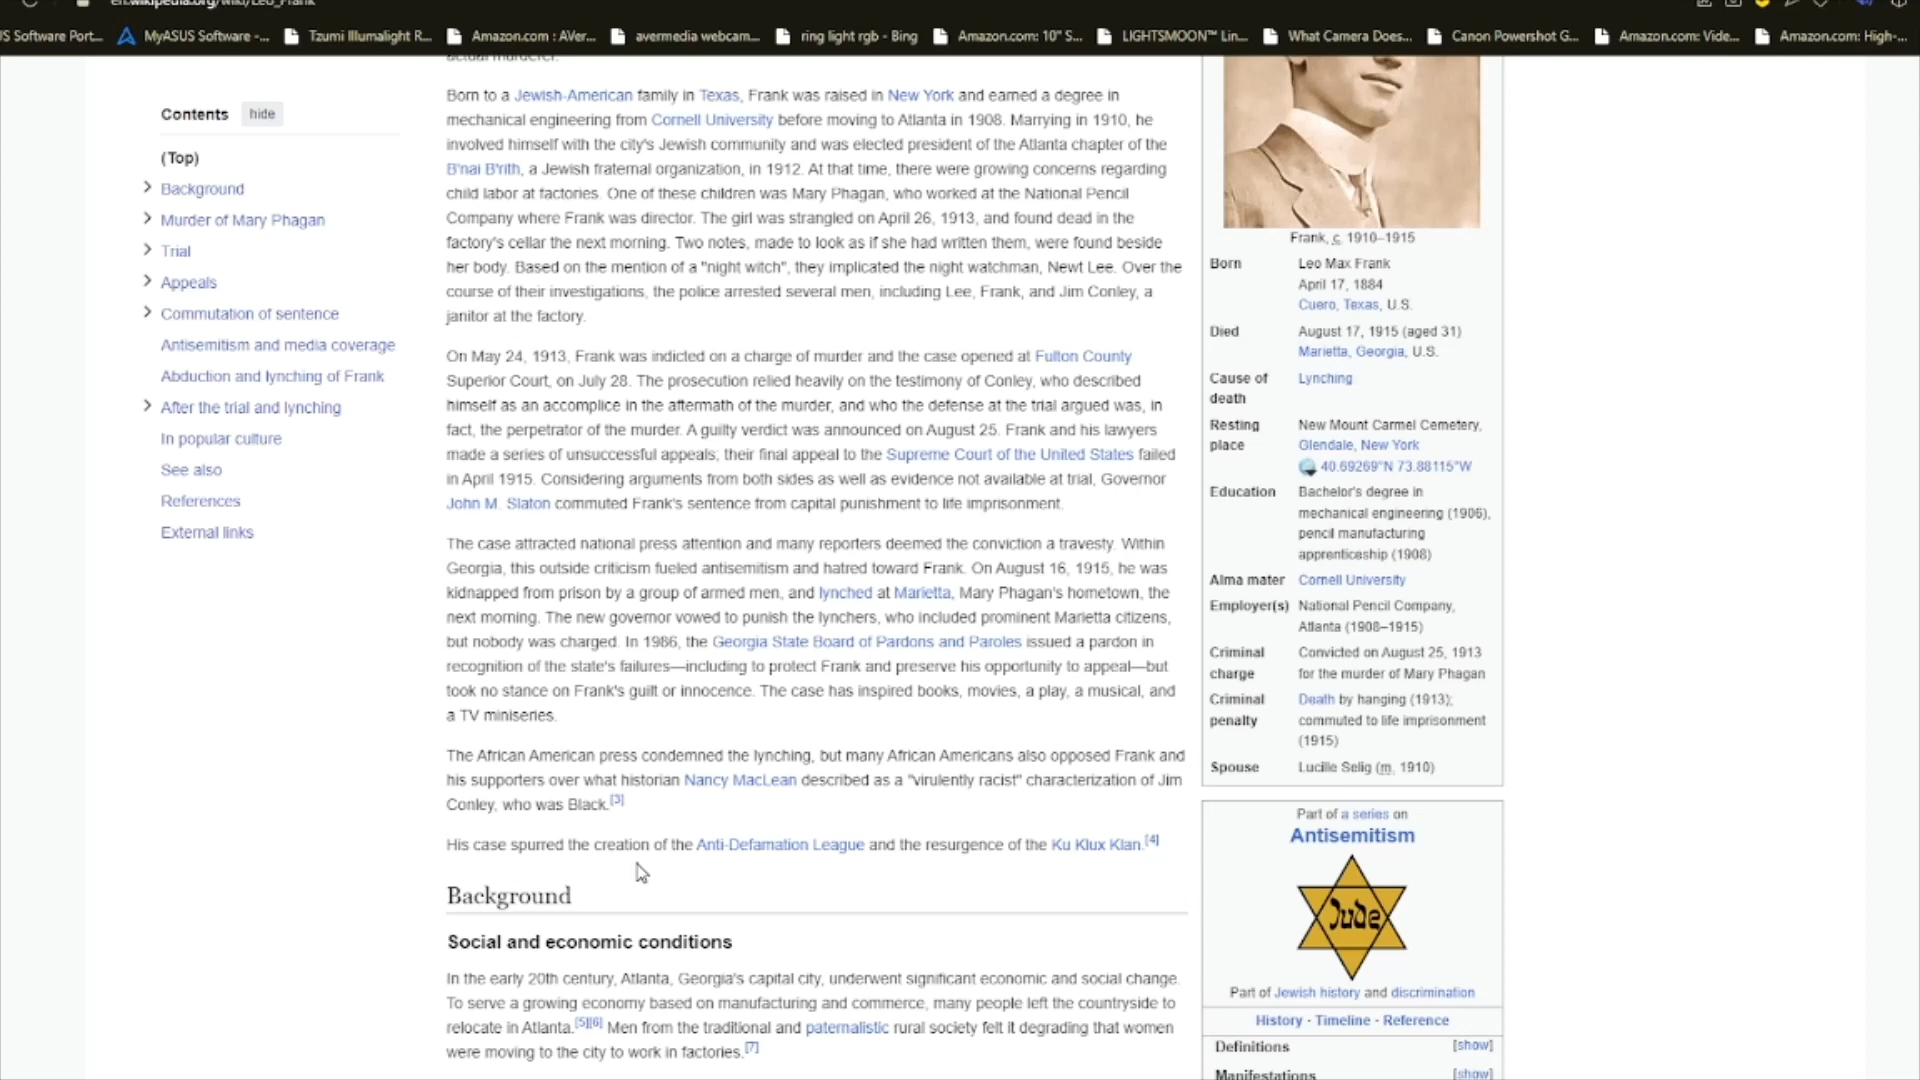 en.wikipedia.org/wiki/Leo_Frank
US Software Port... MyASUS Software -... Tzumi Illumalight R... Amazon.com : AVer... avermedia webcam... ring light rgb - Bing Amazon.com: 10" S... LIGHTSMOON™ Lin... What Camera Does... Canon Powershot G... Amazon.com: Vide... Amazon.com: High-...
Contents hide
(Top)
Background
Murder of Mary Phagan
Trial
Appeals
Commutation of sentence
Antisemitism and media coverage
Abduction and lynching of Frank
After the trial and lynching
In popular culture
See also
References
External links
actual murderer.
Born to a Jewish-American family in Texas, Frank was raised in New York and earned a degree in
mechanical engineering from Cornell University before moving to Atlanta in 1908. Marrying in 1910, he
involved himself with the city's Jewish community and was elected president of the Atlanta chapter of the
B'nai B'rith, a Jewish fraternal organization, in 1912. At that time, there were growing concerns regarding
child labor at factories. One of these children was Mary Phagan, who worked at the National Pencil
Company where Frank was director. The girl was strangled on April 26, 1913, and found dead in the
factory's cellar the next morning. Two notes, made to look as if she had written them, were found beside
her body. Based on the mention of a "night witch", they implicated the night watchman, Newt Lee. Over the
course of their investigations, the police arrested several men, including Lee, Frank, and Jim Conley, a
janitor at the factory.
On May 24, 1913, Frank was indicted on a charge of murder and the case opened at Fulton County
Superior Court, on July 28. The prosecution relied heavily on the testimony of Conley, who described
himself as an accomplice in the aftermath of the murder, and who the defense at the trial argued was, in
fact, the perpetrator of the murder. A guilty verdict was announced on August 25. Frank and his lawyers
made a series of unsuccessful appeals; their final appeal to the Supreme Court of the United States failed
in April 1915. Considering arguments from both sides as well as evidence not available at trial, Governor
John M. Slaton commuted Frank's sentence from capital punishment to life imprisonment.
The case attracted national press attention and many reporters deemed the conviction a travesty. Within
Georgia, this outside criticism fueled antisemitism and hatred toward Frank. On August 16, 1915, he was
kidnapped from prison by a group of armed men, and lynched at Marietta, Mary Phagan's hometown, the
next morning. The new governor vowed to punish the lynchers, who included prominent Marietta citizens,
but nobody was charged. In 1986, the Georgia State Board of Pardons and Paroles issued a pardon in
recognition of the state's failures—including to protect Frank and preserve his opportunity to appeal—but
took no stance on Frank's guilt or innocence. The case has inspired books, movies, a play, a musical, and
a TV miniseries.
The African American press condemned the lynching, but many African Americans also opposed Frank and
his supporters over what historian Nancy MacLean described as a "virulently racist" characterization of Jim
Conley, who was Black.[3]
His case spurred the creation of the Anti-Defamation League and the resurgence of the Ku Klux Klan.[4]
Background
Social and economic conditions
In the early 20th century, Atlanta, Georgia's capital city, underwent significant economic and social change.
To serve a growing economy based on manufacturing and commerce, many people left the countryside to
relocate in Atlanta.[5][6] Men from the traditional and paternalistic rural society felt it degrading that women
were moving to the city to work in factories.[7]
Frank, c. 1910–1915
Born Leo Max Frank
April 17, 1884
Cuero, Texas, U.S.
Died August 17, 1915 (aged 31)
Marietta, Georgia, U.S.
Cause of Lynching
death
Resting New Mount Carmel Cemetery,
place Glendale, New York
40.69269°N 73.88115°W
Education Bachelor's degree in
mechanical engineering (1906),
pencil manufacturing
apprenticeship (1908)
Alma mater Cornell University
Employer(s) National Pencil Company,
Atlanta (1908–1915)
Criminal Convicted on August 25, 1913
charge for the murder of Mary Phagan
Criminal Death by hanging (1913);
penalty commuted to life imprisonment
(1915)
Spouse Lucille Selig (m. 1910)
Part of a series on
Antisemitism
Jude
Part of Jewish history and discrimination
History · Timeline · Reference
Definitions [show]
Manifestations [show]